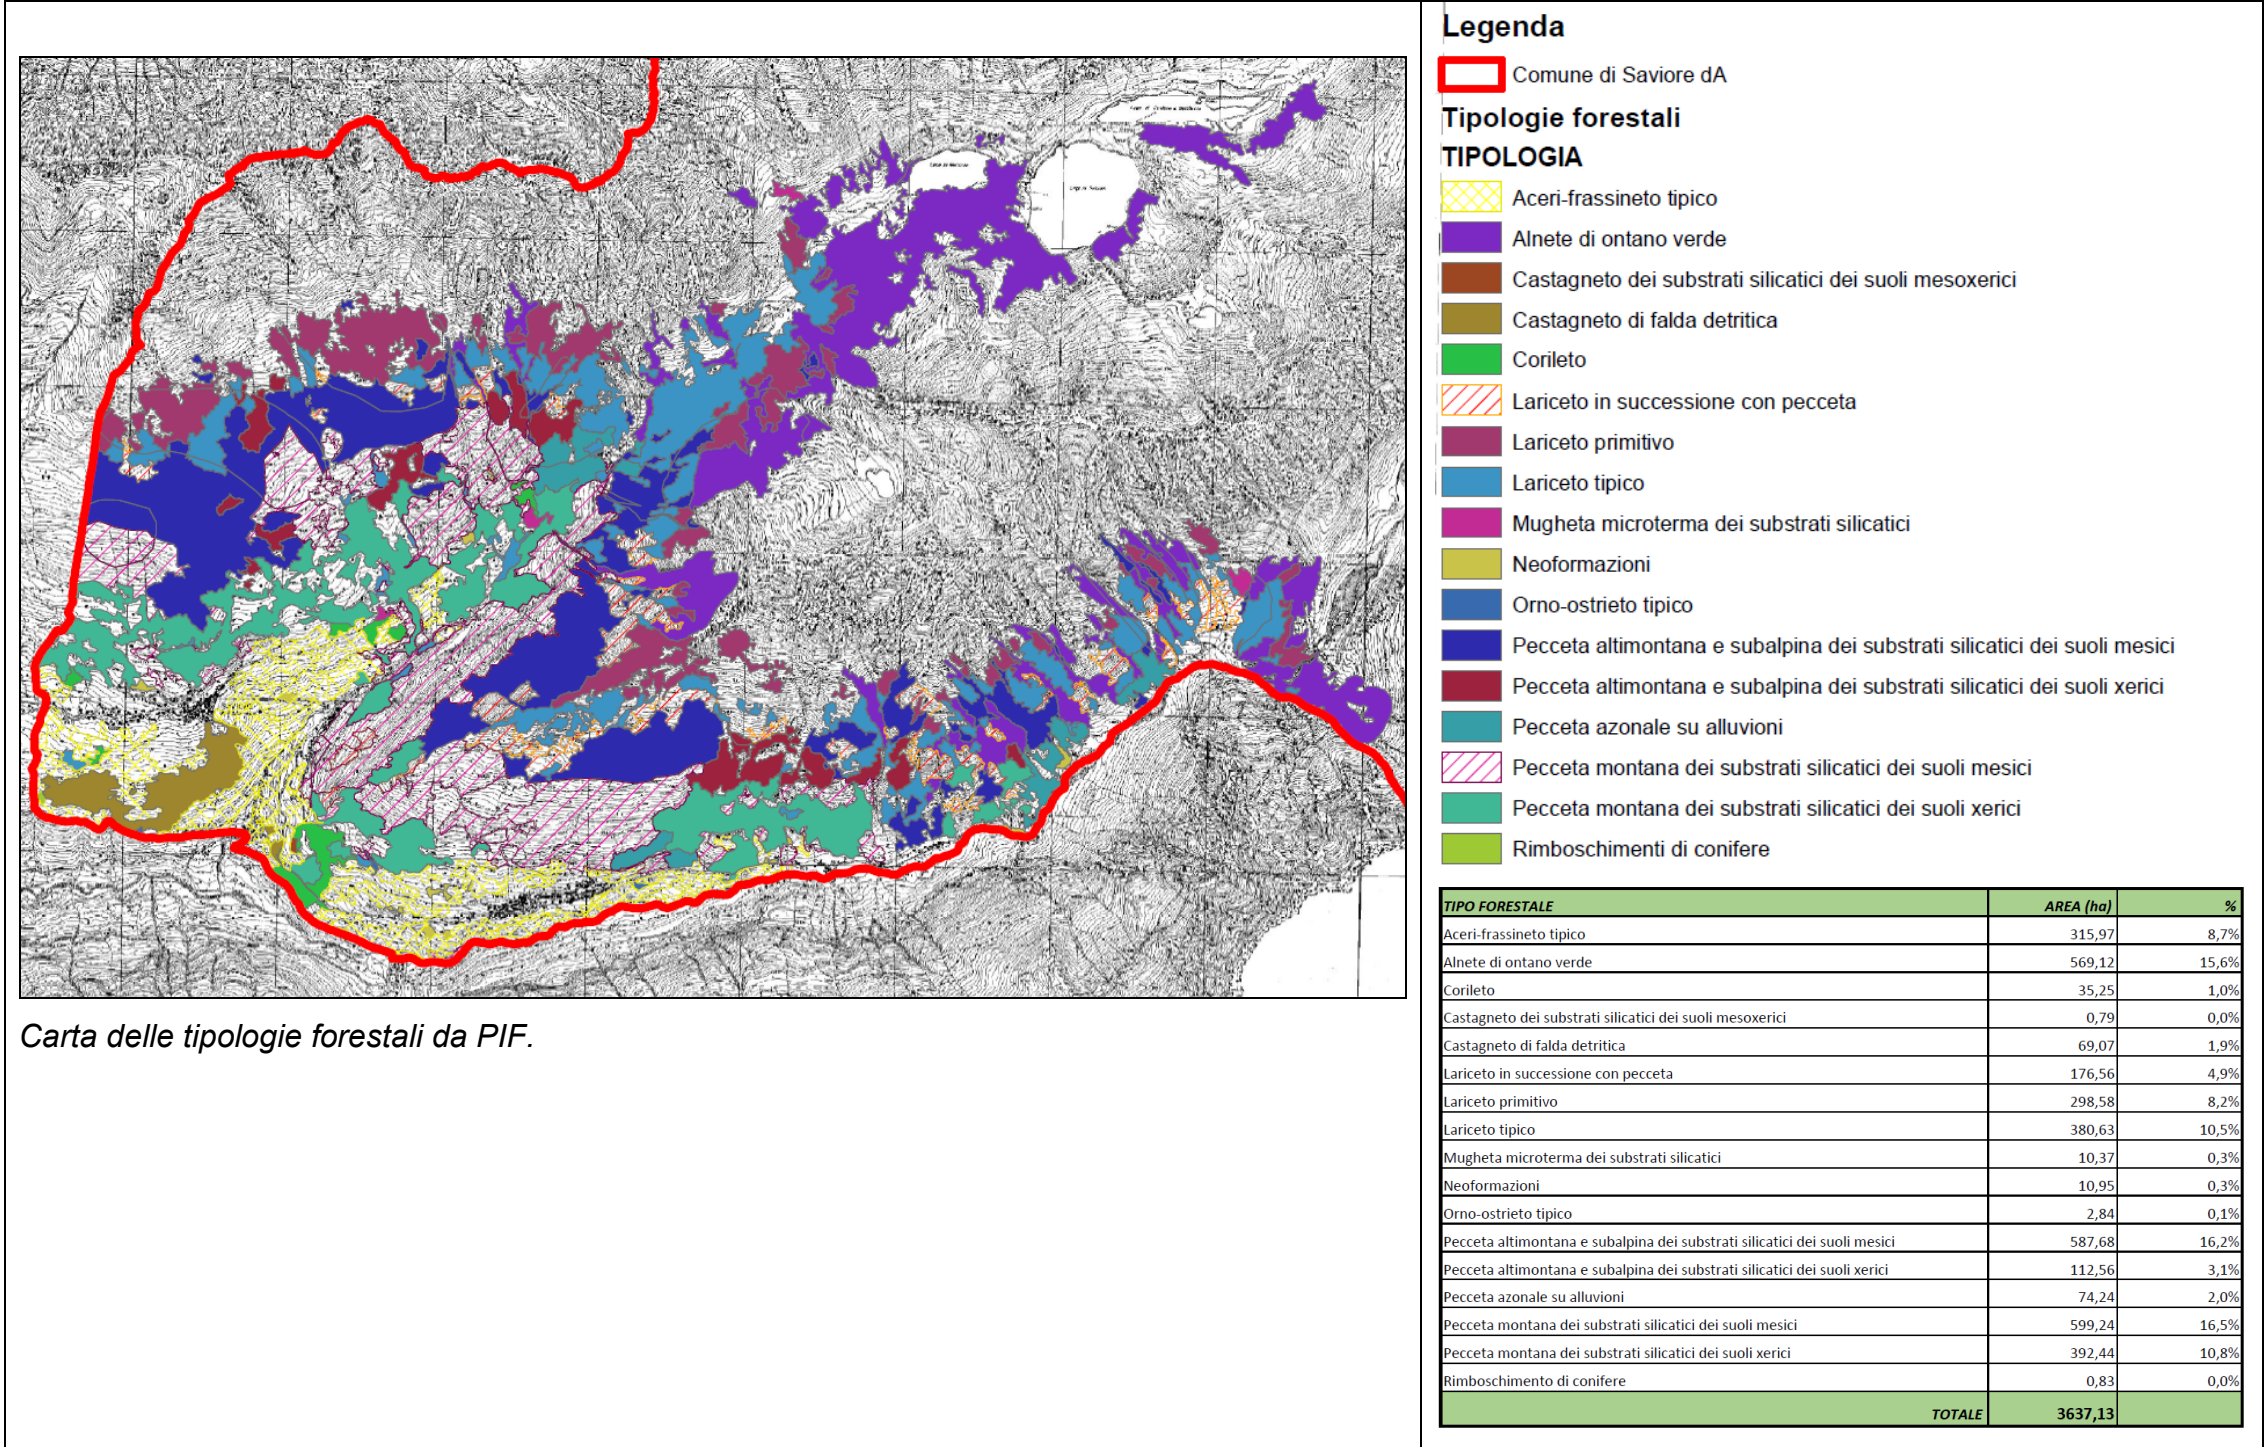 Carta delle tipologie forestali da PIF.
Legenda
Comune di Saviore dA
Tipologie forestali
TIPOLOGIA
Aceri-frassineto tipico
Alnete di ontano verde
Castagneto dei substrati silicatici dei suoli mesoxerici
Castagneto di falda detritica
Corileto
Lariceto in successione con pecceta
Lariceto primitivo
Lariceto tipico
Mugheta microterma dei substrati silicatici
Neoformazioni
Orno-ostrieto tipico
Pecceta altimontana e subalpina dei substrati silicatici dei suoli mesici
Pecceta altimontana e subalpina dei substrati silicatici dei suoli xerici
Pecceta azonale su alluvioni
Pecceta montana dei substrati silicatici dei suoli mesici
Pecceta montana dei substrati silicatici dei suoli xerici
Rimboschimenti di conifere
TIPO FORESTALE AREA (ha) %
Aceri-frassineto tipico 315,97 8,7%
Alnete di ontano verde 569,12 15,6%
Corileto 35,25 1,0%
Castagneto dei substrati silicatici dei suoli mesoxerici 0,79 0,0%
Castagneto di falda detritica 69,07 1,9%
Lariceto in successione con pecceta 176,56 4,9%
Lariceto primitivo 298,58 8,2%
Lariceto tipico 380,63 10,5%
Mugheta microterma dei substrati silicatici 10,37 0,3%
Neoformazioni 10,95 0,3%
Orno-ostrieto tipico 2,84 0,1%
Pecceta altimontana e subalpina dei substrati silicatici dei suoli mesici 587,68 16,2%
Pecceta altimontana e subalpina dei substrati silicatici dei suoli xerici 112,56 3,1%
Pecceta azonale su alluvioni 74,24 2,0%
Pecceta montana dei substrati silicatici dei suoli mesici 599,24 16,5%
Pecceta montana dei substrati silicatici dei suoli xerici 392,44 10,8%
Rimboschimento di conifere 0,83 0,0%
TOTALE 3637,13